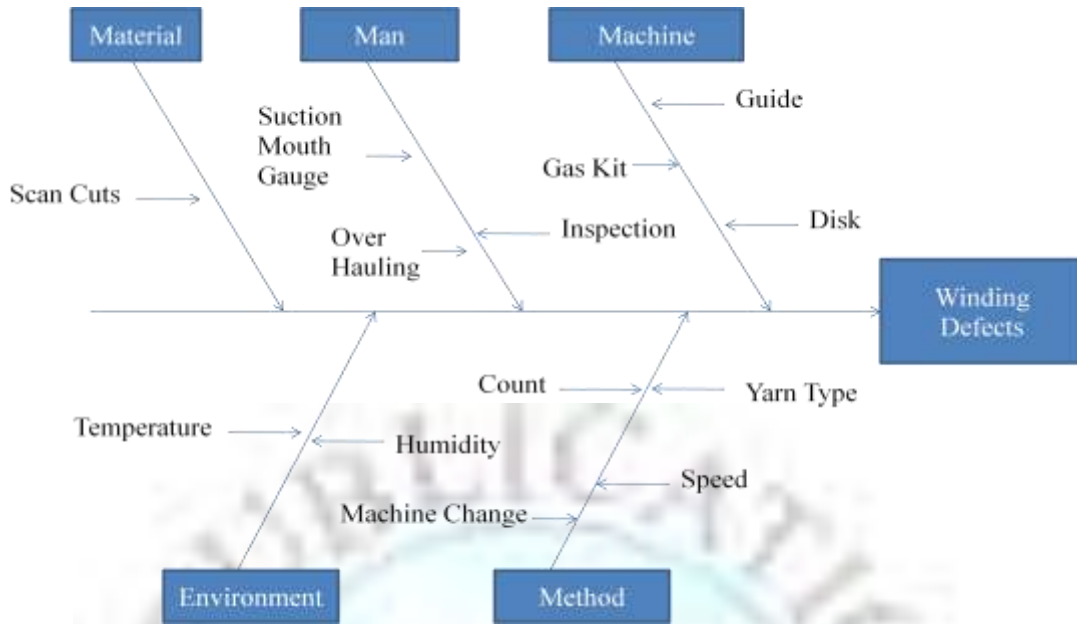 Material
Man
Machine
Guide
Suction
Mouth
Gauge
Gas Kit
Scan Cuts
Disk
Inspection
Over
Hauling
Winding
Defects
Count
Yarn Type
Temperature
Humidity
Speed
Machine Change
Environment
Method